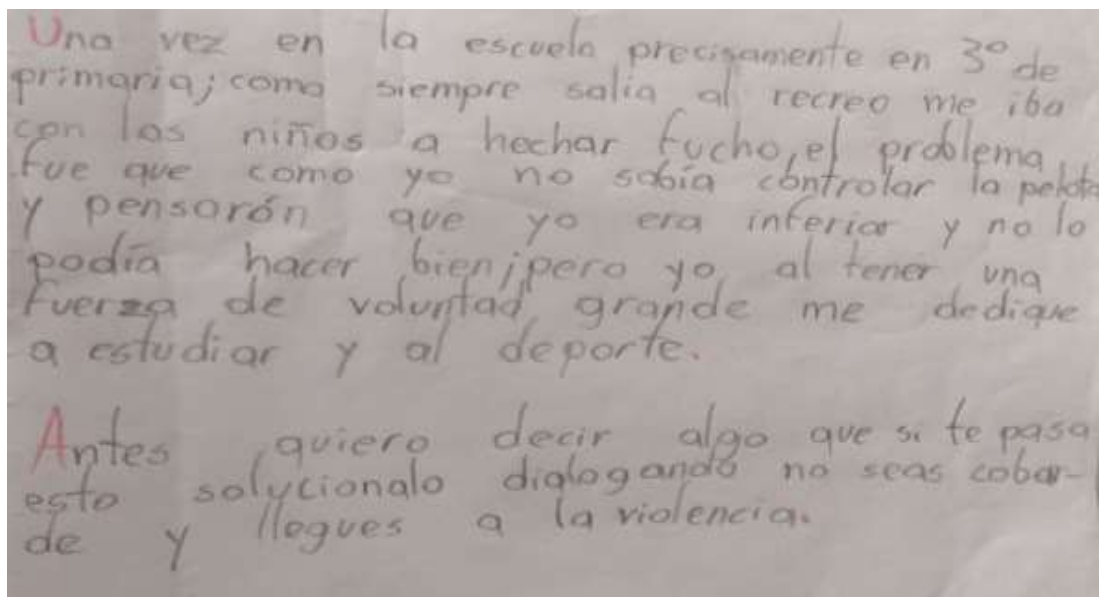 Una vez en la escuela precisamente en 3° de
primaria; como siempre salia al recreo me iba
con los niños a hechar fucho, el problema
fue que como yo no sabía controlar la pelota
y pensarón que yo era inferior y no lo
podía hacer bien; pero yo al tener una
fuerza de voluntad grande me dedique
a estudiar y al deporte.
Antes quiero decir algo que si te pasa
esto solucionalo dialogando no seas cobar-
de y llegues a la violencia.